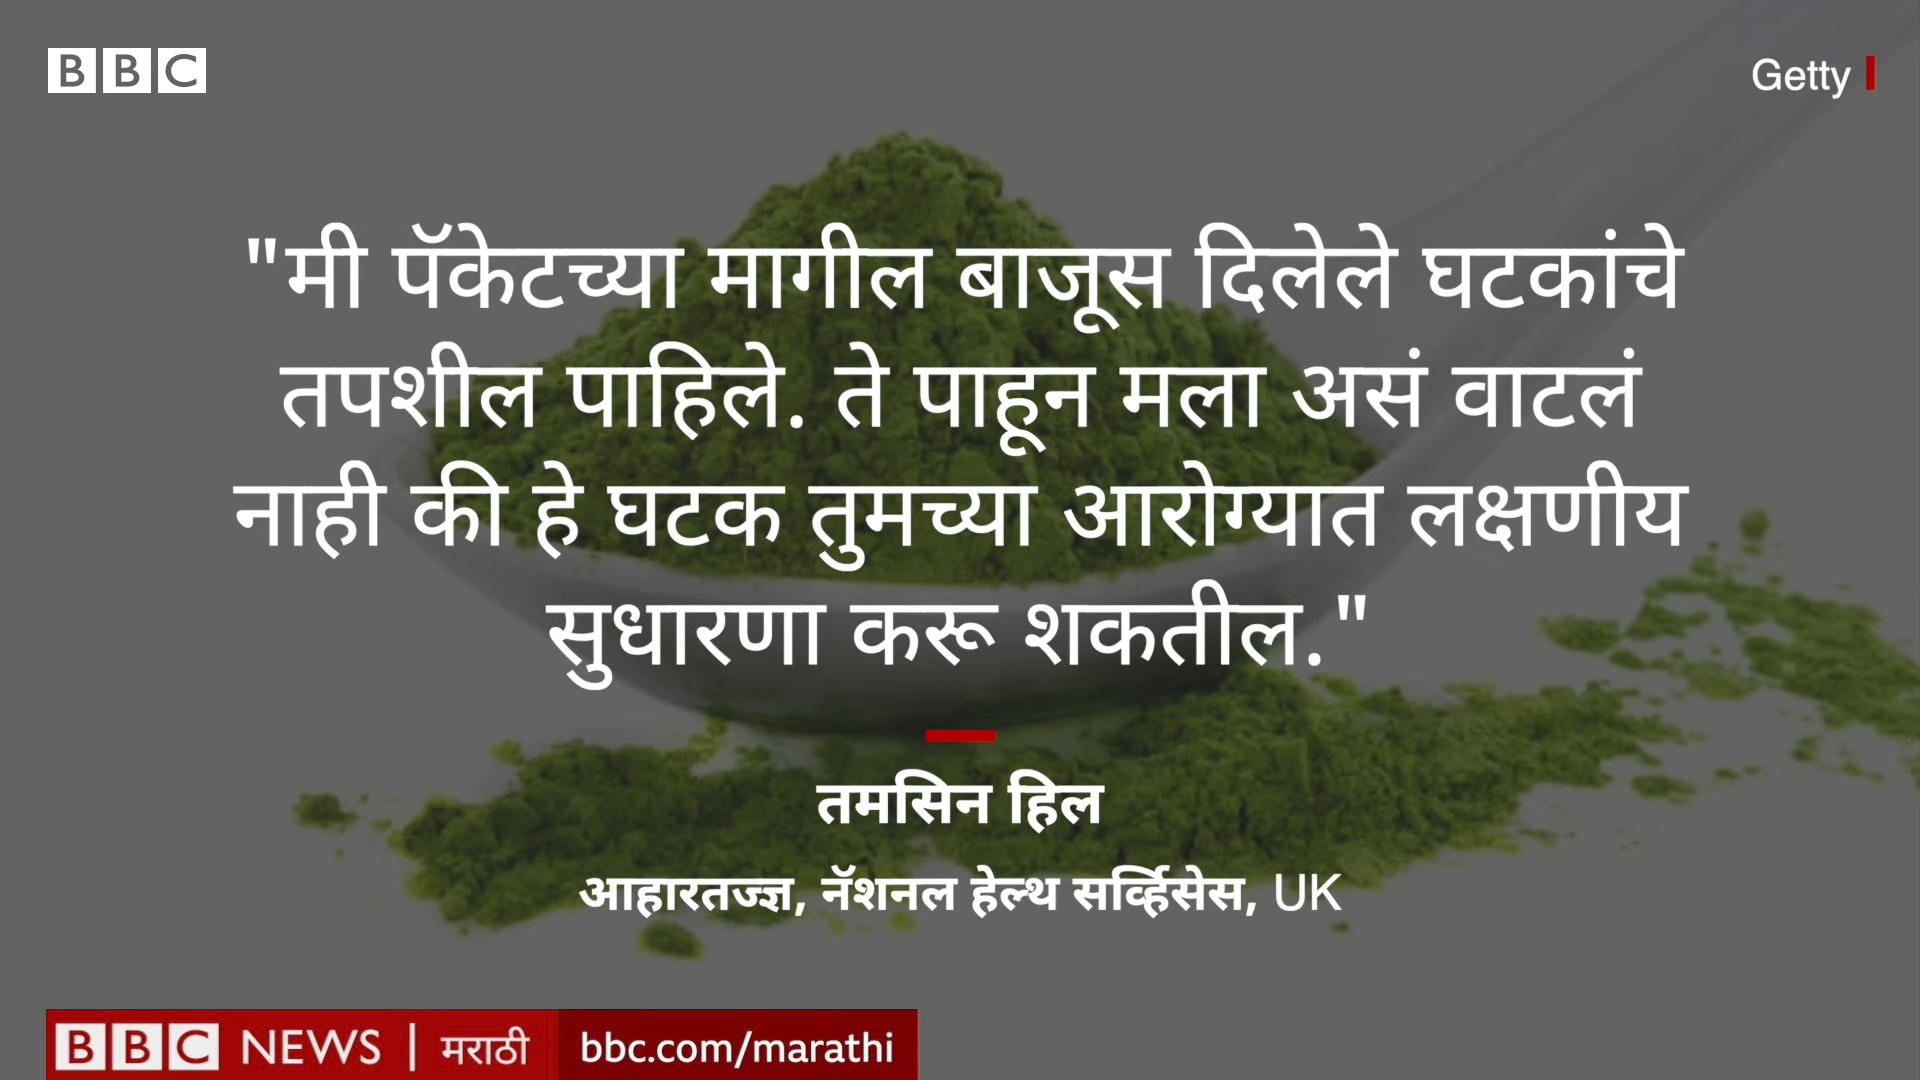 BBC
Getty
"मी पॅकेटच्या मागील बाजूस दिलेले घटकांचे
तपशील पाहिले. ते पाहून मला असं वाटलं
नाही की हे घटक तुमच्या आरोग्यात लक्षणीय
सुधारणा करू शकतील."
तमसिन हिल
आहारतज्ज्ञ, नॅशनल हेल्थ सर्व्हिसेस, UK
BBC NEWS | मराठी bbc.com/marathi